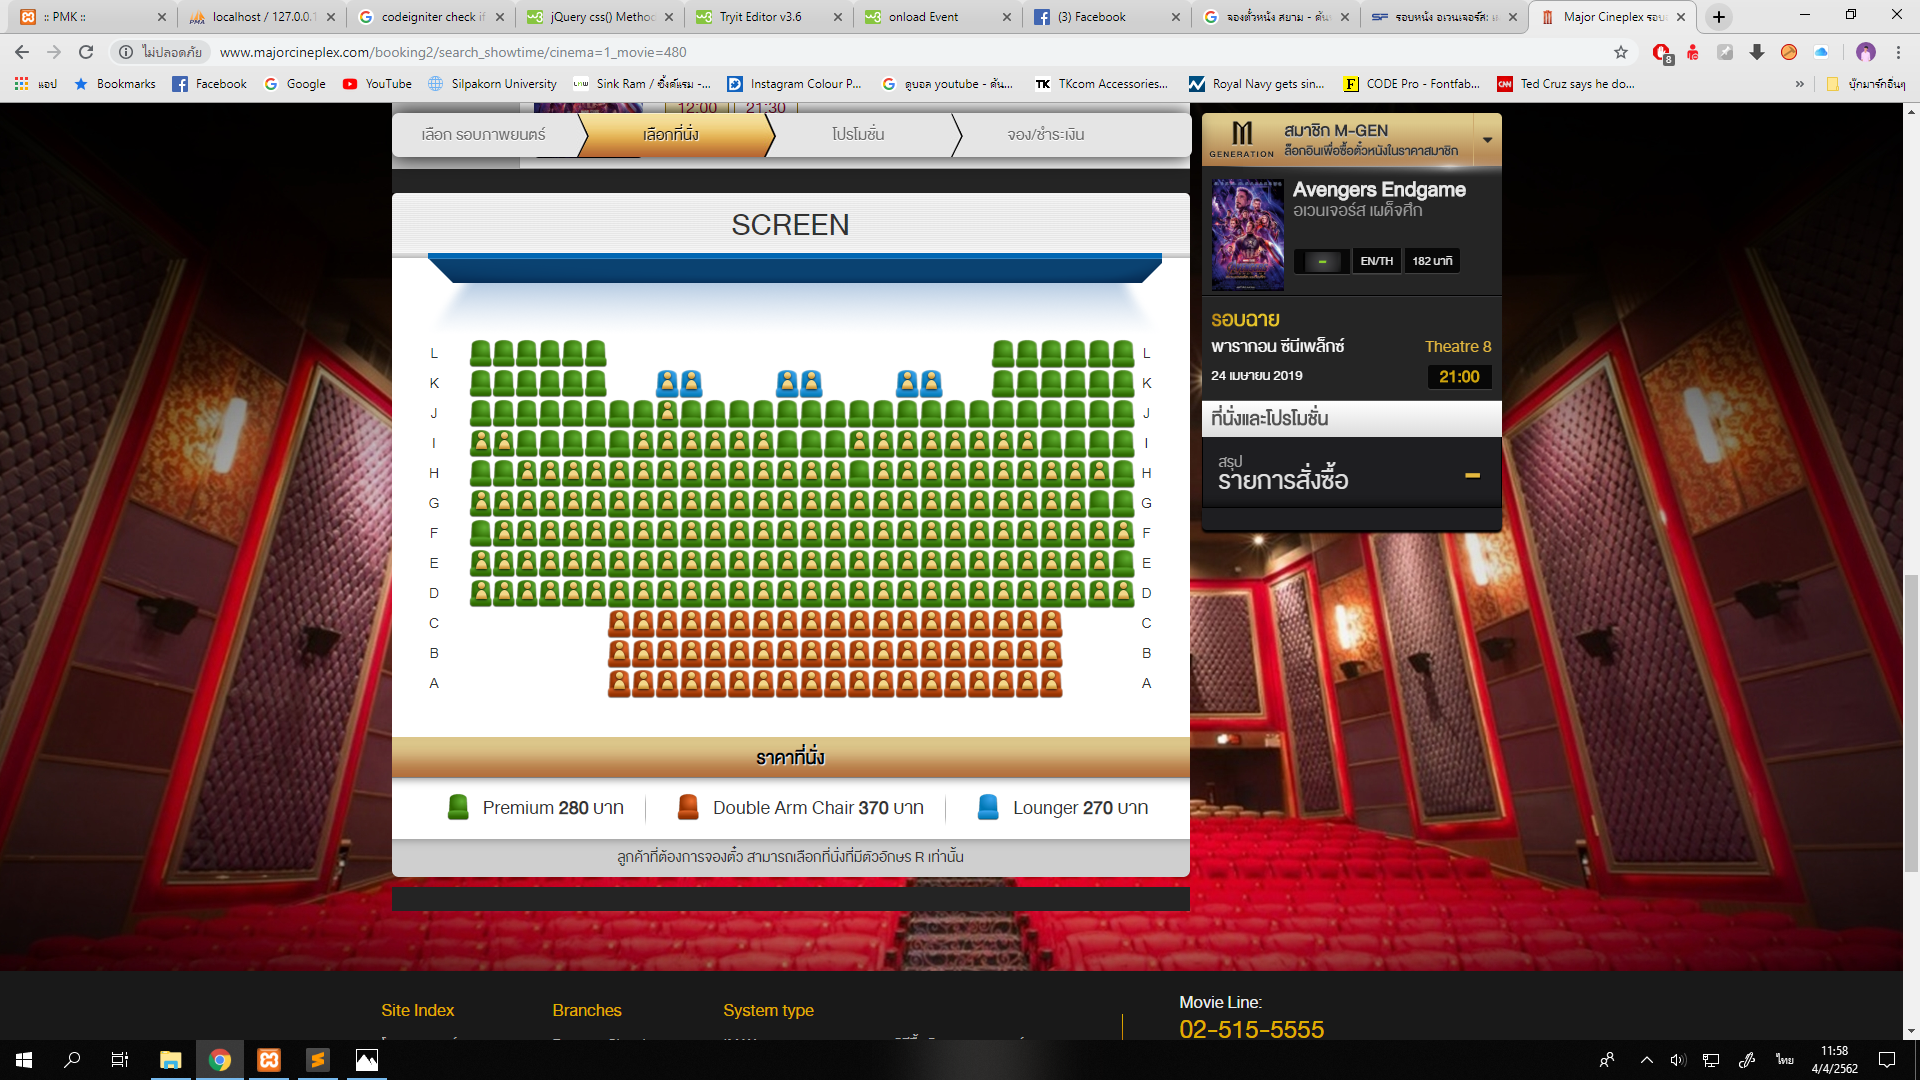 :: PMK ::
localhost / 127.0.0.1
codeigniter check if
jQuery css() Method
Tryit Editor v3.6
onload Event
(3) Facebook
จองตั๋วหนัง สยาม - ค้น
รอบหนัง อเวนเจอร์ส:
Major Cineplex รอบ
ไม่ปลอดภัย
www.majorcineplex.com/booking2/search_showtime/cinema=1_movie=480
8
แอป
Bookmarks
Facebook
Google
YouTube
Silpakorn University
Sink Ram / ซิ้งค์แรม -...
Instagram Colour P...
ดูบอล youtube - ค้น...
TKcom Accessories...
Royal Navy gets sin...
CODE Pro - Fontfab...
Ted Cruz says he do...
»
บุ๊กมาร์กอื่นๆ
12:00
21:30
เลือก รอบภาพยนตร์
เลือกที่นั่ง
โปรโมชั่น
จอง/ชำระเงิน
SCREEN
L L
K K
J J
I I
H H
G G
F F
E E
D D
C C
B B
A A
ราคาที่นั่ง
Premium 280 บาท
Double Arm Chair 370 บาท
Lounger 270 บาท
ลูกค้าที่ต้องการจองตั๋ว สามารถเลือกที่นั่งที่มีตัวอักษร R เท่านั้น
M GENERATION
สมาชิก M-GEN
ล็อกอินเพื่อซื้อตั๋วหนังในราคาสมาชิก
Avengers Endgame
อเวนเจอร์ส เผด็จศึก
-
EN/TH
182 นาที
รอบฉาย
พารากอน ซีนีเพล็กซ์
Theatre 8
24 เมษายน 2019
21:00
ที่นั่งและโปรโมชั่น
สรุป
รายการสั่งซื้อ
-
Site Index
Branches
System type
Movie Line:
02-515-5555
ไทย
11:58
4/4/2562